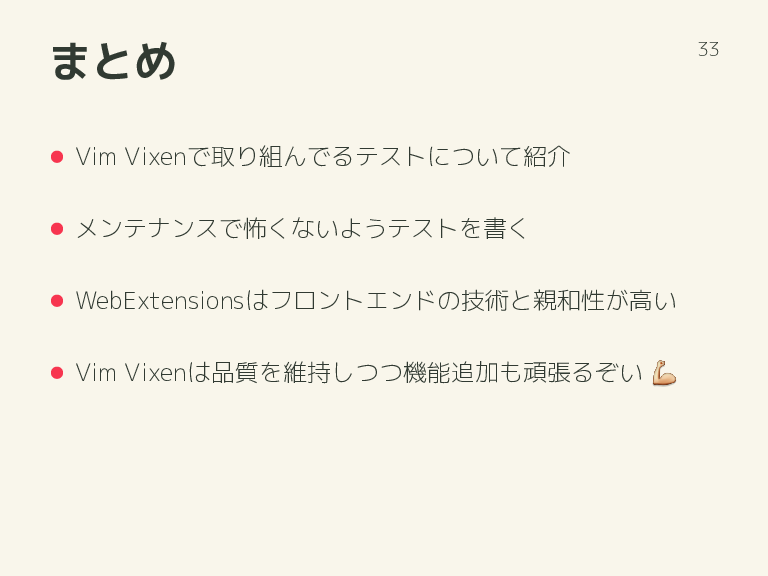 まとめ
33
Vim Vixenで取り組んでるテストについて紹介
メンテナンスで怖くないようテストを書く
WebExtensionsはフロントエンドの技術と親和性が高い
Vim Vixenは品質を維持しつつ機能追加も頑張るぞい 💪